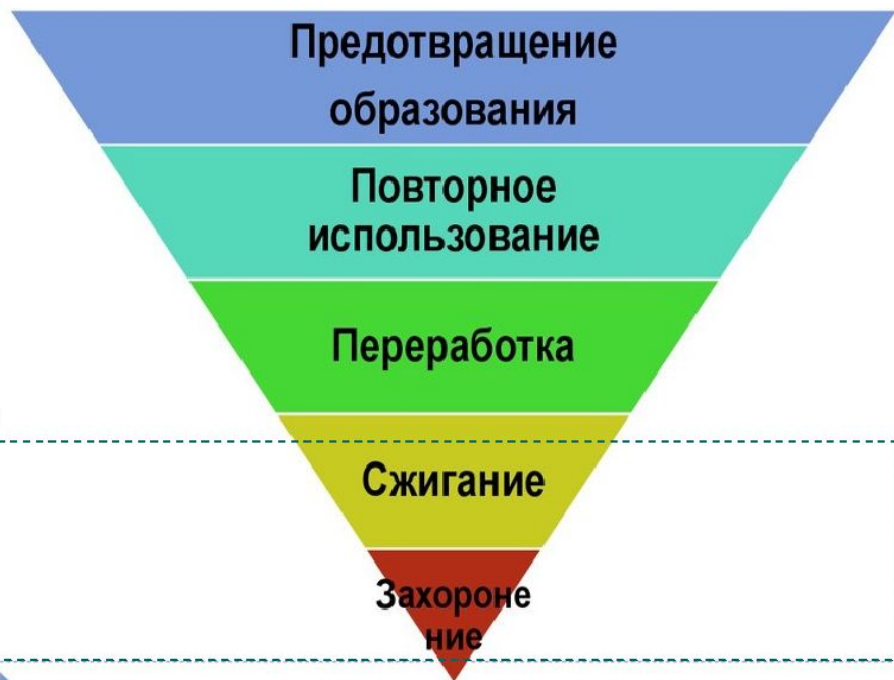 Предотвращение
образования
Повторное
использование
Переработка
Сжигание
Захороне
ние